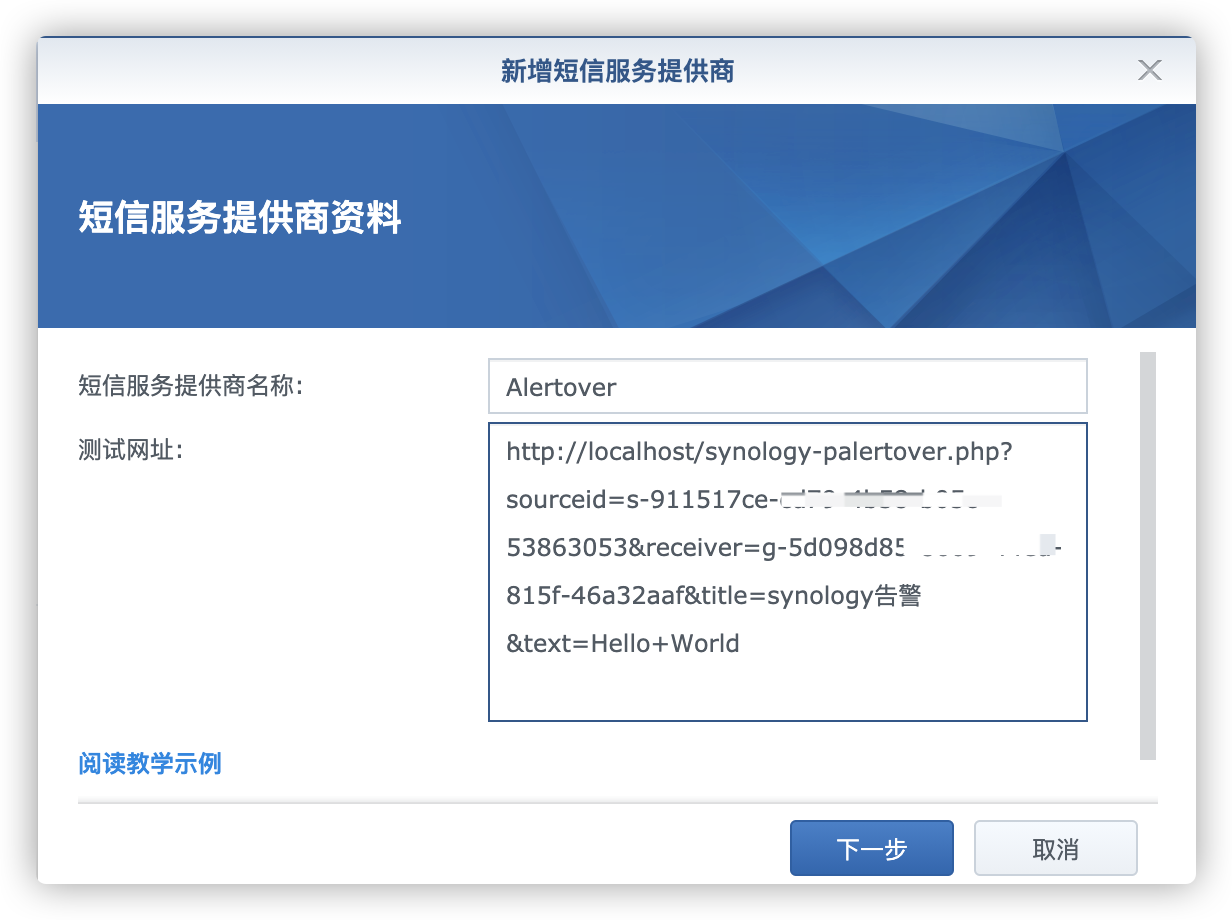 新增短信服务提供商
短信服务提供商资料
短信服务提供商名称:
Alertover
测试网址:
http://localhost/synology-palertover.php?
sourceid=s-911517ce-
53863053&receiver=g-5d098d85
815f-46a32aaf&title=synology告警
&text=Hello+World
阅读教学示例
下一步
取消